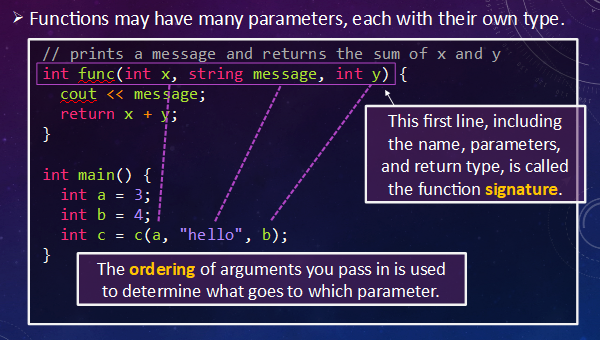 ➢ Functions may have many parameters, each with their own type.
// prints a message and returns the sum of x and y
int func(int x, string message, int y) {
cout << message;
return x + y;
}
This first line, including
the name, parameters,
and return type, is called
the function signature.
int main() {
int a = 3;
int b = 4;
int c = c(a, "hello", b);
}
The ordering of arguments you pass in is used
to determine what goes to which parameter.